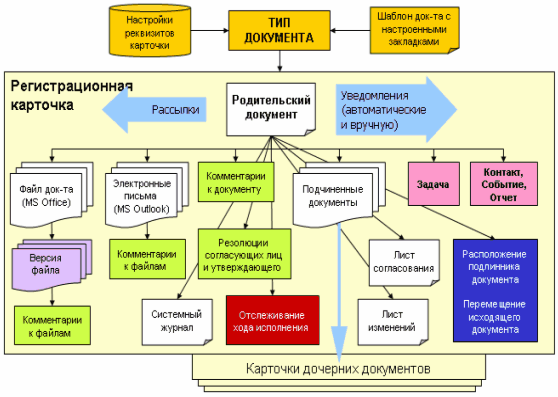 Настройки
реквизитов
карточки
ТИП
ДОКУМЕНТА
Шаблон док-та с
настроенными
закладками
Регистрационная
карточка
Рассылки
Родительский
документ
Уведомления
(автоматические
и вручную)
Файл док-та
(MS Office)
Электронные
письма
(MS Outlook)
Комментарии
к документу
Подчиненные
документы
Задача
Контакт,
Событие,
Отчет
Версия
файла
Комментарии
к файлам
Резолюции
согласующих лиц
и утверждающего
Лист
согласования
Расположение
подлинника
документа
Перемещение
исходящего
документа
Комментарии
к файлам
Системный
журнал
Отслеживание
хода исполнения
Лист
изменений
Карточки дочерних документов